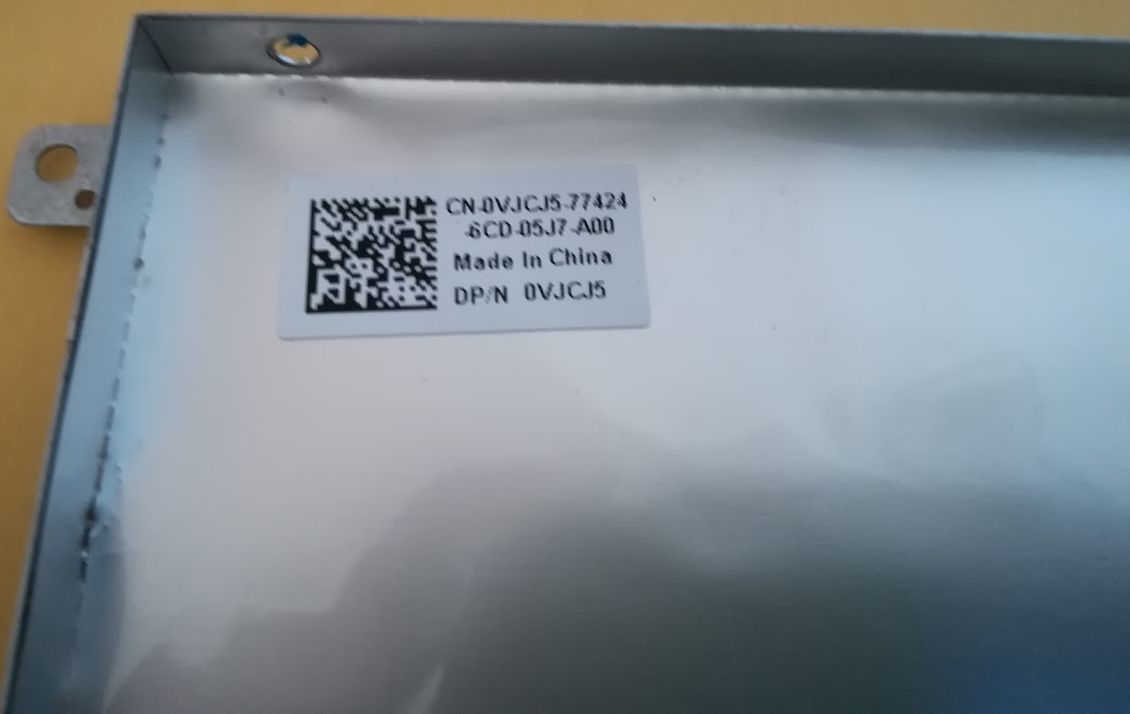 CN-0VJCJ5-77424
-6CD-05J7-A00
Made In China
DP/N 0VJCJ5